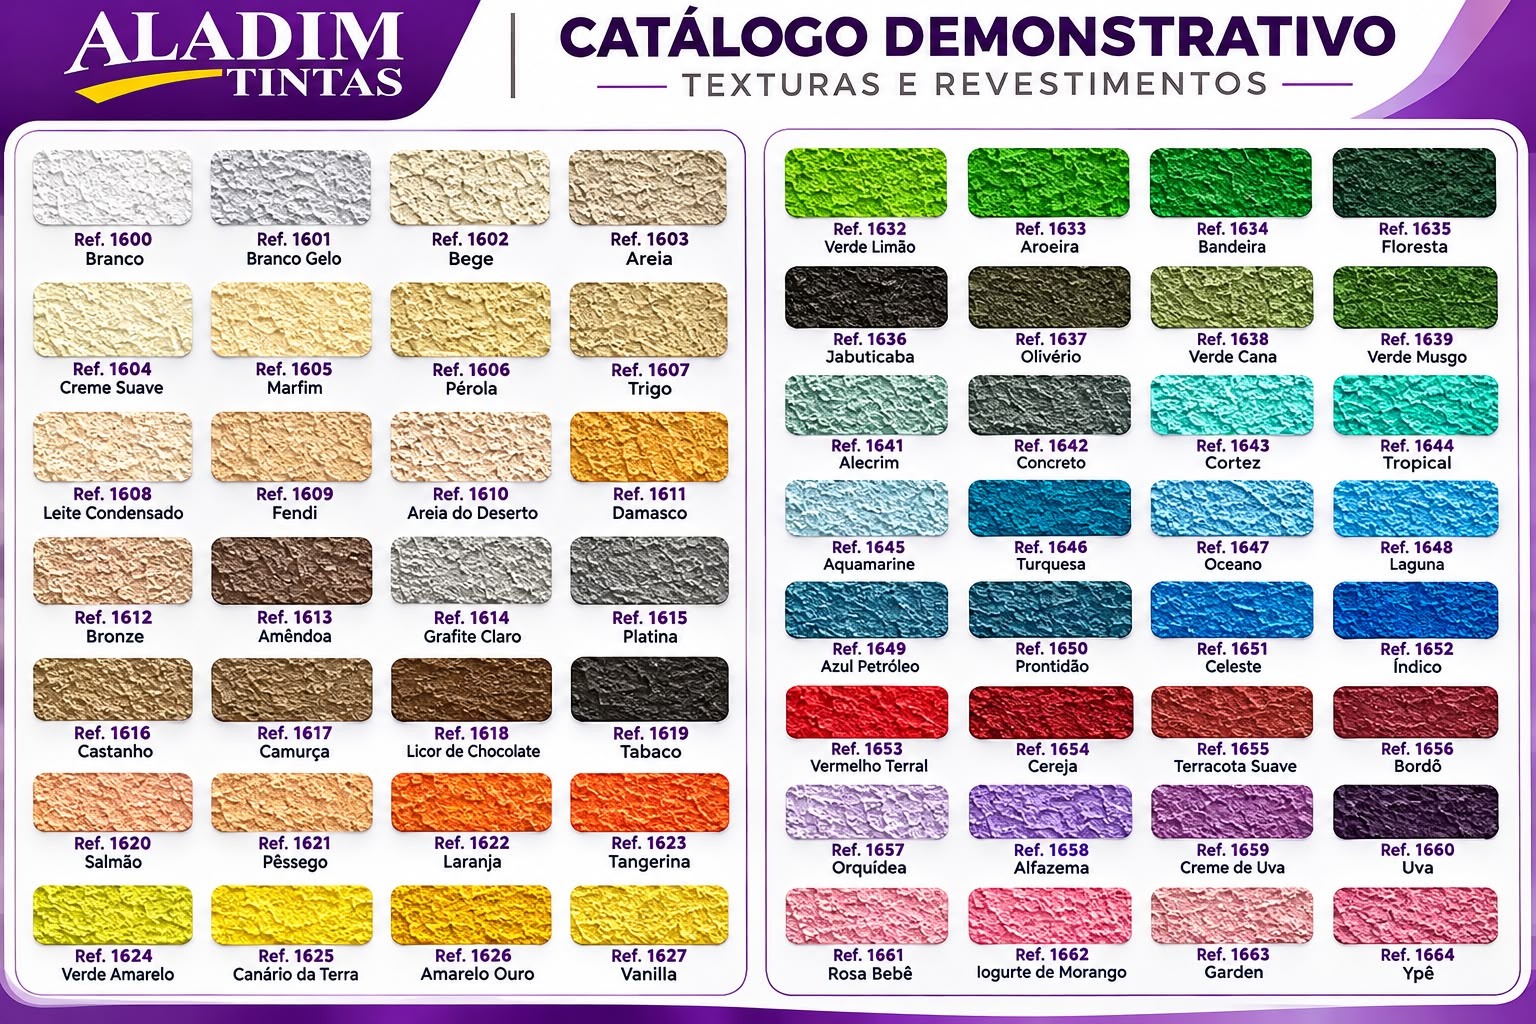 ALADIM
TINTAS
CATÁLOGO DEMONSTRATIVO
TEXTURAS E REVESTIMENTOS
Ref. 1600
Branco
Ref. 1601
Branco Gelo
Ref. 1602
Bege
Ref. 1603
Areia
Ref. 1604
Creme Suave
Ref. 1605
Marfim
Ref. 1606
Pérola
Ref. 1607
Trigo
Ref. 1608
Leite Condensado
Ref. 1609
Fendi
Ref. 1610
Areia do Deserto
Ref. 1611
Damasco
Ref. 1612
Bronze
Ref. 1613
Amêndoa
Ref. 1614
Grafite Claro
Ref. 1615
Platina
Ref. 1616
Castanho
Ref. 1617
Camurça
Ref. 1618
Licor de Chocolate
Ref. 1619
Tabaco
Ref. 1620
Salmão
Ref. 1621
Pêssego
Ref. 1622
Laranja
Ref. 1623
Tangerina
Ref. 1624
Verde Amarelo
Ref. 1625
Canário da Terra
Ref. 1626
Amarelo Ouro
Ref. 1627
Vanilla
Ref. 1632
Verde Limão
Ref. 1633
Aroeira
Ref. 1634
Bandeira
Ref. 1635
Floresta
Ref. 1636
Jabuticaba
Ref. 1637
Olivério
Ref. 1638
Verde Cana
Ref. 1639
Verde Musgo
Ref. 1641
Alecrim
Ref. 1642
Concreto
Ref. 1643
Cortez
Ref. 1644
Tropical
Ref. 1645
Aquamarine
Ref. 1646
Turquesa
Ref. 1647
Oceano
Ref. 1648
Laguna
Ref. 1649
Azul Petróleo
Ref. 1650
Prontidão
Ref. 1651
Celeste
Ref. 1652
Índico
Ref. 1653
Vermelho Terral
Ref. 1654
Cereja
Ref. 1655
Terracota Suave
Ref. 1656
Bordô
Ref. 1657
Orquídea
Ref. 1658
Alfazema
Ref. 1659
Creme de Uva
Ref. 1660
Uva
Ref. 1661
Rosa Bebê
Ref. 1662
Iogurte de Morango
Ref. 1663
Garden
Ref. 1664
Ypê